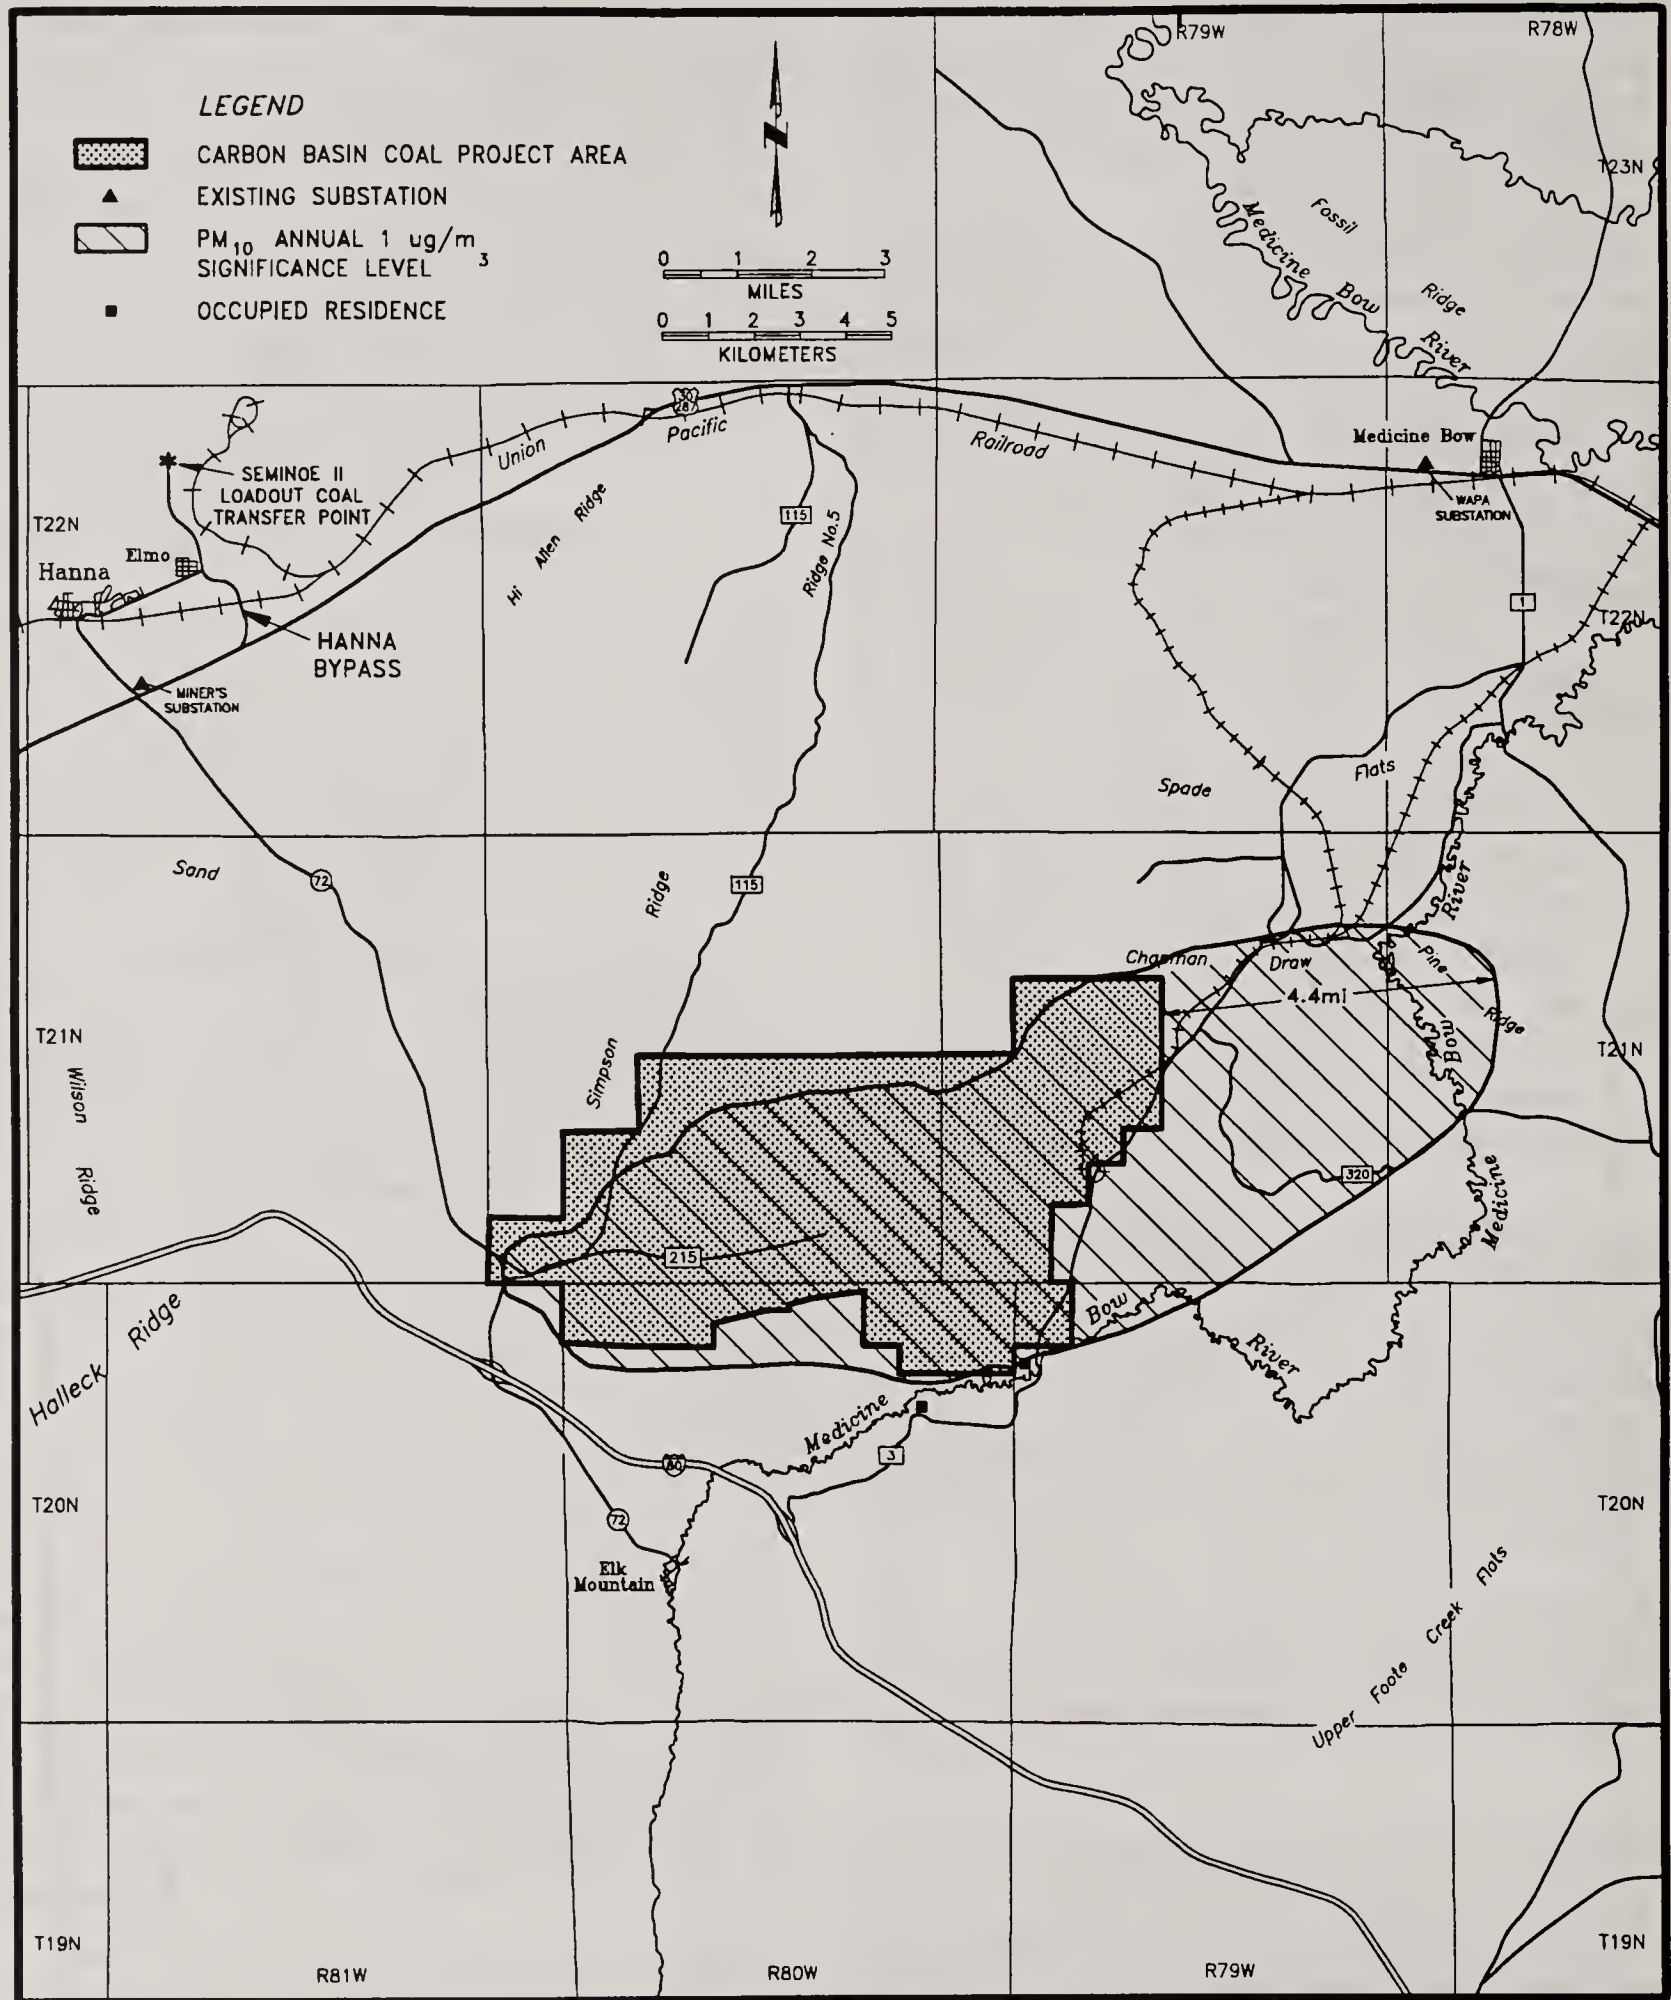 R79W
R78W
LEGEND
CARBON BASIN COAL PROJECT AREA
EXISTING SUBSTATION
PM10 ANNUAL 1 ug/m3
SIGNIFICANCE LEVEL
OCCUPIED RESIDENCE
N
0 1 2 3
MILES
0 1 2 3 4 5
KILOMETERS
T23N
Fossil
Ridge
Medicine
Bow
River
30
287
Union
Pacific
Railroad
Medicine Bow
WAPA
SUBSTATION
SEMINOE II
LOADOUT COAL
TRANSFER POINT
T22N
Elmo
Hanna
HANNA
BYPASS
MINER'S
SUBSTATION
Hi Allen Ridge
115
Ridge No.5
1
T22N
Spade
Flats
Sand
72
Ridge
115
River
Chapman
Draw
Pine
Ridge
4.4mi
Bow
T21N
T21N
Wilson
Ridge
Simpson
320
Medicine
215
Bow
River
Halleck
Ridge
Medicine
3
80
T20N
T20N
72
Elk
Mountain
Upper Foote Creek Flats
T19N
T19N
R81W
R80W
R79W